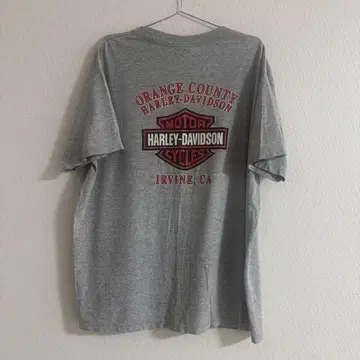 ORANGE COUNTY
HARLEY-DAVIDSON
MOTOR
HARLEY-DAVIDSON
CYCLES
IRVINE, CA